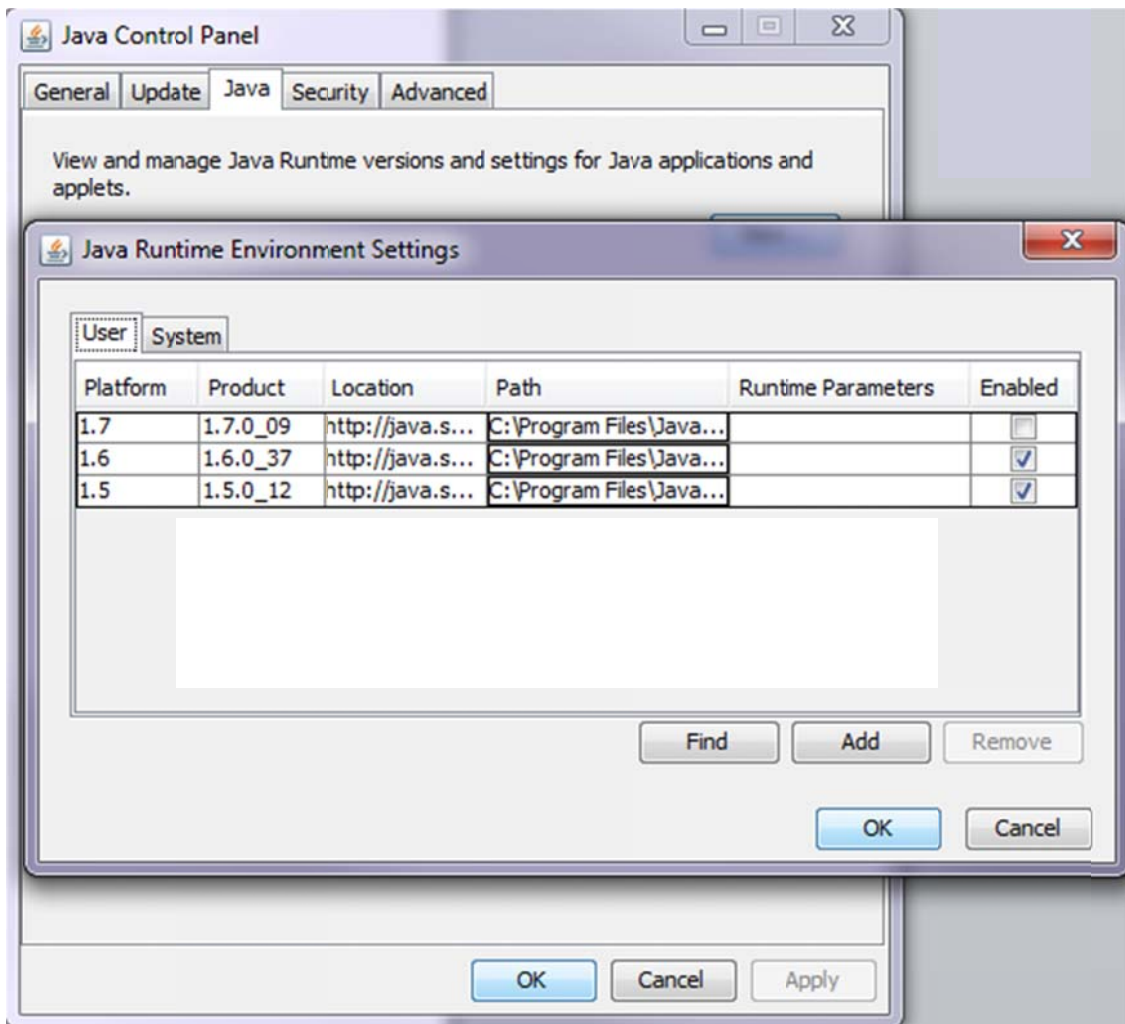 Java Control Panel
General Update Java Security Advanced
View and manage Java Runtme versions and settings for Java applications and
applets.
Java Runtime Environment Settings
User System
Platform Product Location Path Runtime Parameters Enabled
1.7 1.7.0_09 http://java.s... C:\Program Files\Java...
1.6 1.6.0_37 http://java.s... C:\Program Files\Java...
1.5 1.5.0_12 http://java.s... C:\Program Files\Java...
Find Add Remove
OK Cancel
OK Cancel Apply